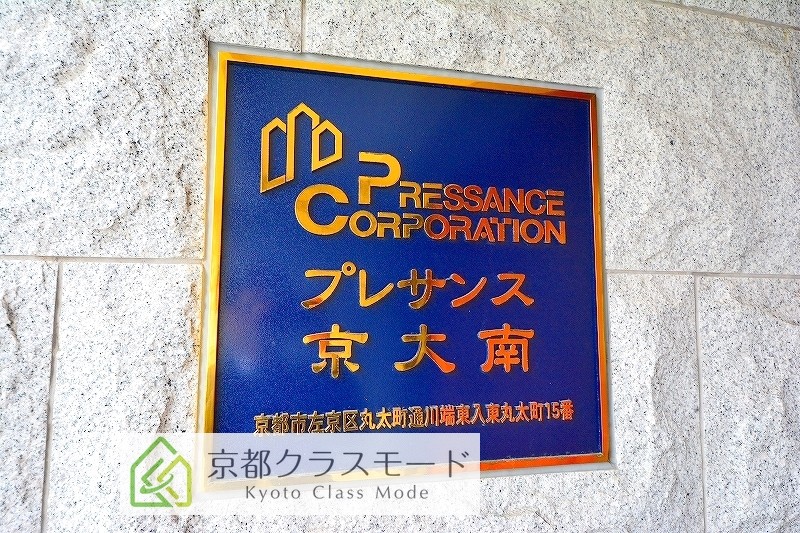 PRESSANCE
CORPORATION
プレサンス
京大南
京都市左京区丸太町通川端東入東丸太町15番
京都クラスモード
Kyoto Class Mode